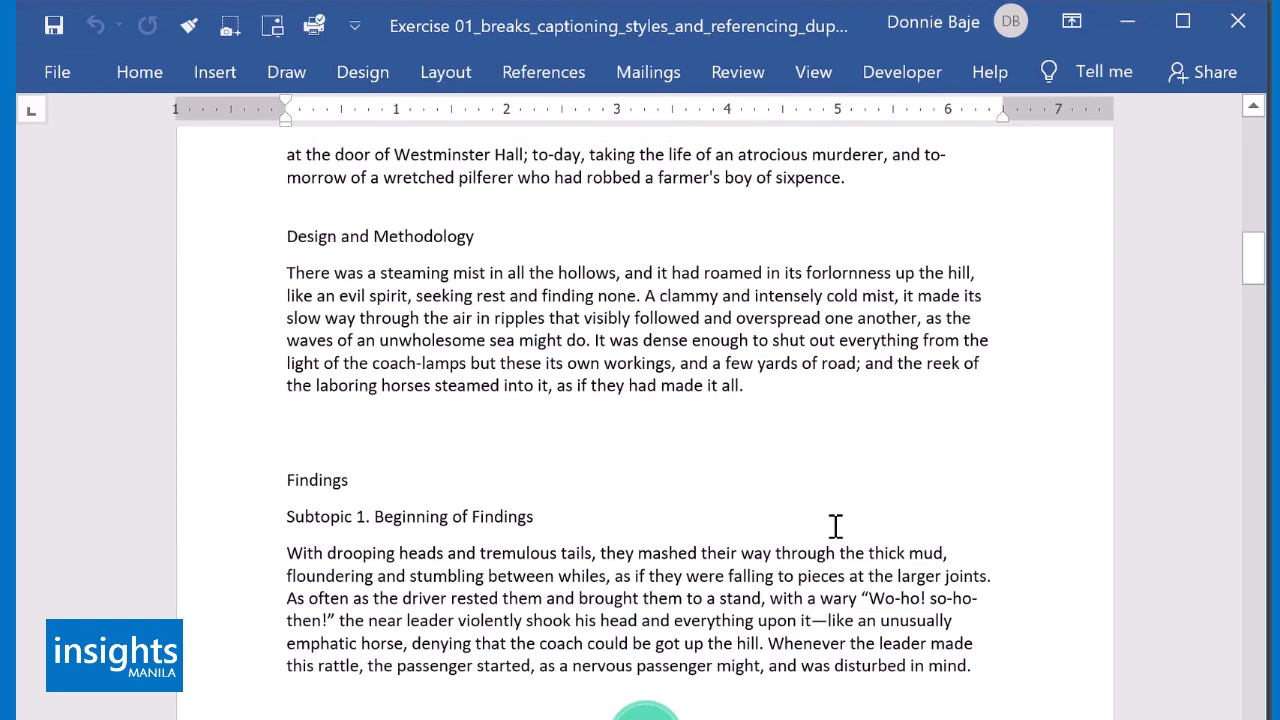 Exercise 01_breaks_captioning_styles_and_referencing_dup... Donnie Baje DB
File Home Insert Draw Design Layout References Mailings Review View Developer Help Tell me Share
1 1 2 3 4 5 6 7
at the door of Westminster Hall; to-day, taking the life of an atrocious murderer, and to-
morrow of a wretched pilferer who had robbed a farmer's boy of sixpence.
Design and Methodology
There was a steaming mist in all the hollows, and it had roamed in its forlornness up the hill,
like an evil spirit, seeking rest and finding none. A clammy and intensely cold mist, it made its
slow way through the air in ripples that visibly followed and overspread one another, as the
waves of an unwholesome sea might do. It was dense enough to shut out everything from the
light of the coach-lamps but these its own workings, and a few yards of road; and the reek of
the laboring horses steamed into it, as if they had made it all.
Findings
Subtopic 1. Beginning of Findings
With drooping heads and tremulous tails, they mashed their way through the thick mud,
floundering and stumbling between whiles, as if they were falling to pieces at the larger joints.
As often as the driver rested them and brought them to a stand, with a wary “Wo-ho! so-ho-
then!” the near leader violently shook his head and everything upon it—like an unusually
emphatic horse, denying that the coach could be got up the hill. Whenever the leader made
this rattle, the passenger started, as a nervous passenger might, and was disturbed in mind.
insights
MANILA